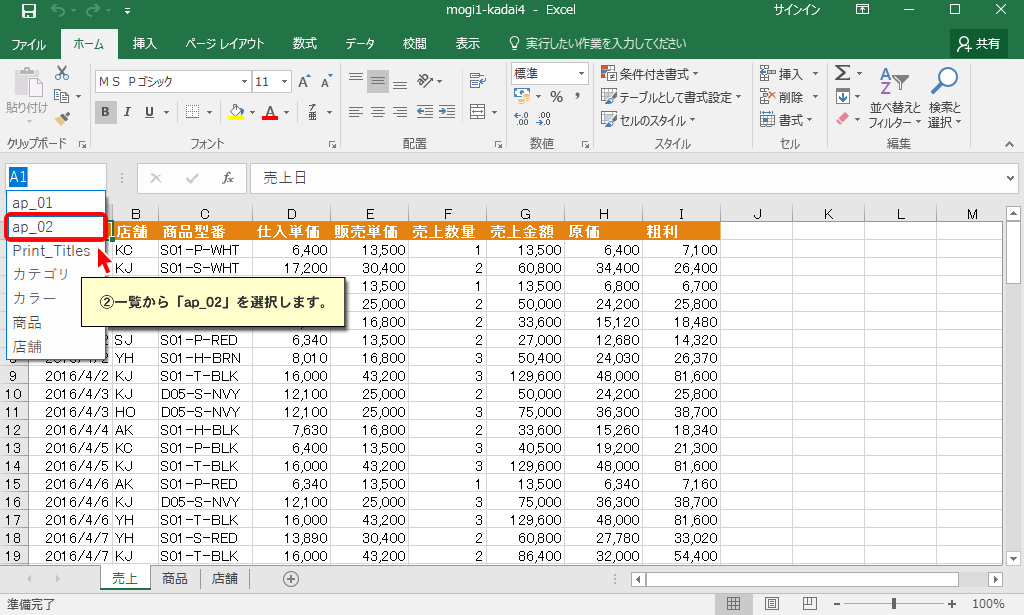 mogi1-kadai4 - Excel
サインイン
ファイル ホーム 挿入 ページ レイアウト 数式 データ 校閲 表示 実行したい作業を入力してください 共有
貼り付け
クリップボード
ＭＳ Ｐゴシック 11
B I U
フォント
配置
標準
% ,
数値
条件付き書式
テーブルとして書式設定
セルのスタイル
スタイル
挿入
削除
書式
セル
並べ替えと
フィルター
検索と
選択
編集
A1 fx 売上日
ap_01
ap_02
Print_Titles
カテゴリ
カラー
商品
店舗
②一覧から「ap_02」を選択します。
B C D E F G H I J K L M
店舗 商品型番 仕入単価 販売単価 売上数量 売上金額 原価 粗利
KC S01-P-WHT 6,400 13,500 1 13,500 6,400 7,100
KJ S01-S-WHT 17,200 30,400 2 60,800 34,400 26,400
13,500 1 13,500 6,800 6,700
25,000 2 50,000 24,200 25,800
16,800 2 33,600 15,120 18,480
SJ S01-P-RED 6,340 13,500 2 27,000 12,680 14,320
YH S01-H-BRN 8,010 16,800 3 50,400 24,030 26,370
9 2016/4/2 KJ S01-T-BLK 16,000 43,200 3 129,600 48,000 81,600
10 2016/4/3 KJ D05-S-NVY 12,100 25,000 2 50,000 24,200 25,800
11 2016/4/3 HO D05-S-NVY 12,100 25,000 3 75,000 36,300 38,700
12 2016/4/4 AK S01-H-BLK 7,630 16,800 2 33,600 15,260 18,340
13 2016/4/5 KC S01-P-BLK 6,400 13,500 3 40,500 19,200 21,300
14 2016/4/5 KJ S01-T-BLK 16,000 43,200 3 129,600 48,000 81,600
15 2016/4/6 AK S01-P-RED 6,340 13,500 1 13,500 6,340 7,160
16 2016/4/6 KJ D05-S-NVY 12,100 25,000 3 75,000 36,300 38,700
17 2016/4/6 YH S01-T-BLK 16,000 43,200 3 129,600 48,000 81,600
18 2016/4/7 YH S01-S-RED 13,890 30,400 2 60,800 27,780 33,020
19 2016/4/7 KJ S01-T-BLK 16,000 43,200 2 86,400 32,000 54,400
売上 商品 店舗
準備完了 100%